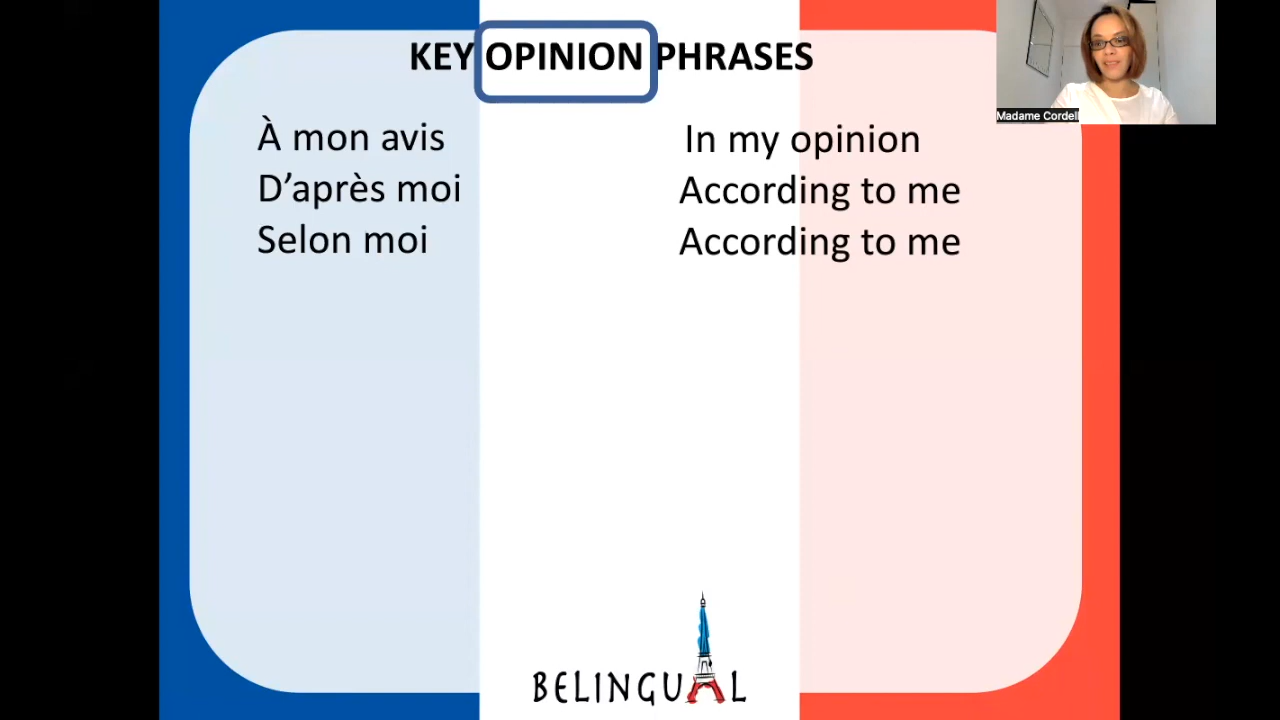 KEY OPINION PHRASES
Madame Cordell
À mon avis
In my opinion
D’après moi
According to me
Selon moi
According to me
BELINGUAL